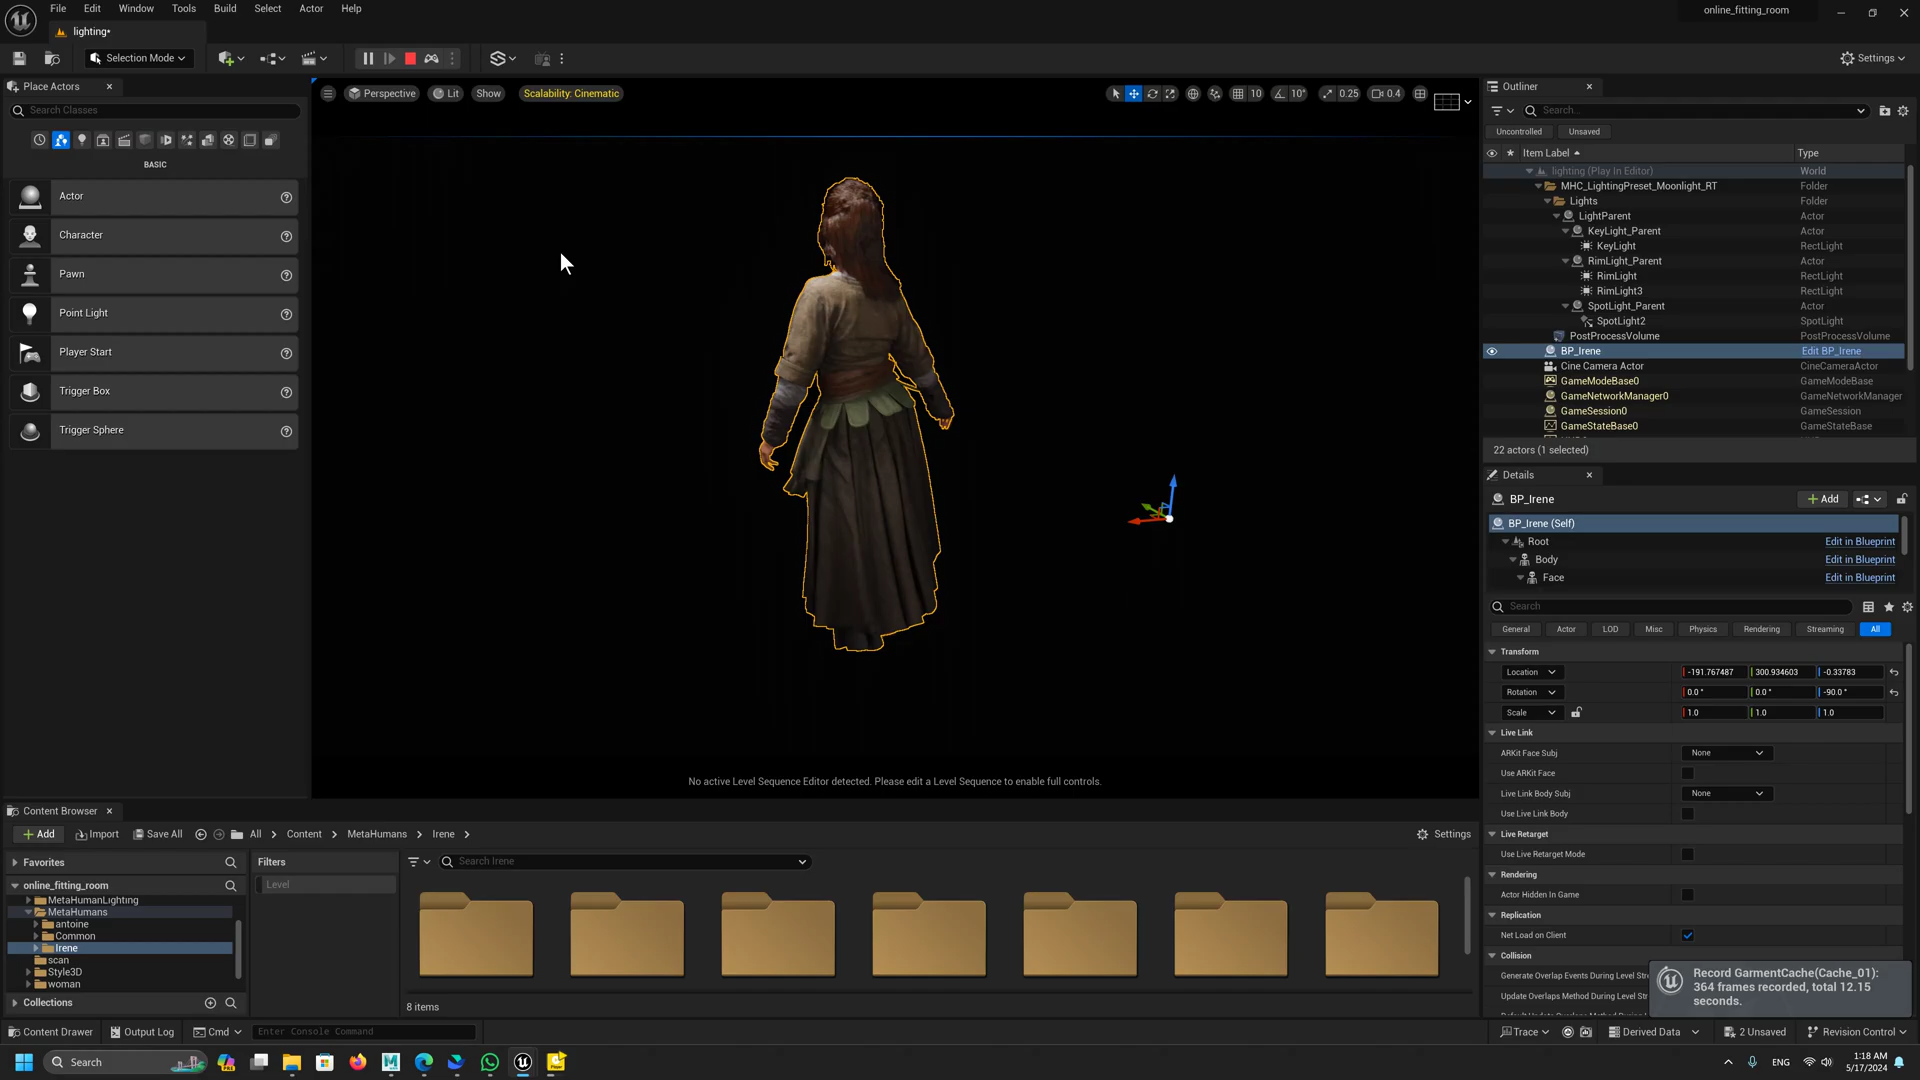 File Edit Window Tools Build Select Actor Help
online_fitting_room
lighting*
Selection Mode
Settings
Place Actors
Search Classes
BASIC
Actor
Character
Pawn
Point Light
Player Start
Trigger Box
Trigger Sphere
Perspective Lit Show Scalability: Cinematic
10 10° 0.25 0.4
No active Level Sequence Editor detected. Please edit a Level Sequence to enable full controls.
Outliner
Search...
Uncontrolled Unsaved
Item Label Type
lighting (Play In Editor) World
MHC_LightingPreset_Moonlight_RT Folder
Lights Folder
LightParent Actor
KeyLight_Parent Actor
KeyLight RectLight
RimLight_Parent Actor
RimLight RectLight
RimLight3 RectLight
SpotLight_Parent Actor
SpotLight2 SpotLight
PostProcessVolume PostProcessVolume
BP_Irene Edit BP_Irene
Cine Camera Actor CineCameraActor
GameModeBase0 GameModeBase
GameNetworkManager0 GameNetworkManager
GameSession0 GameSession
GameStateBase0 GameStateBase
22 actors (1 selected)
Details
BP_Irene
Add
BP_Irene (Self)
Root Edit in Blueprint
Body Edit in Blueprint
Face Edit in Blueprint
Search
General Actor LOD Misc Physics Rendering Streaming All
Transform
Location -191.767487 300.934603 -0.33783
Rotation 0.0° 0.0° -90.0°
Scale 1.0 1.0 1.0
Live Link
ARKit Face Subj None
Use ARKit Face
Live Link Body Subj None
Use Live Link Body
Live Retarget
Use Live Retarget Mode
Rendering
Actor Hidden In Game
Replication
Net Load on Client
Collision
Generate Overlap Events During Level Stre
Update Overlaps Method During Level Str
Record GarmentCache(Cache_01):
364 frames recorded, total 12.15
seconds.
Content Browser
Add Import Save All All Content MetaHumans Irene
Settings
Favorites
online_fitting_room
MetaHumanLighting
MetaHumans
antoine
Common
Irene
scan
Style3D
woman
Collections
Filters
Level
Search Irene
8 items
Content Drawer Output Log Cmd Enter Console Command
Trace Derived Data 2 Unsaved Revision Control
Search
ENG
1:18 AM
5/17/2024